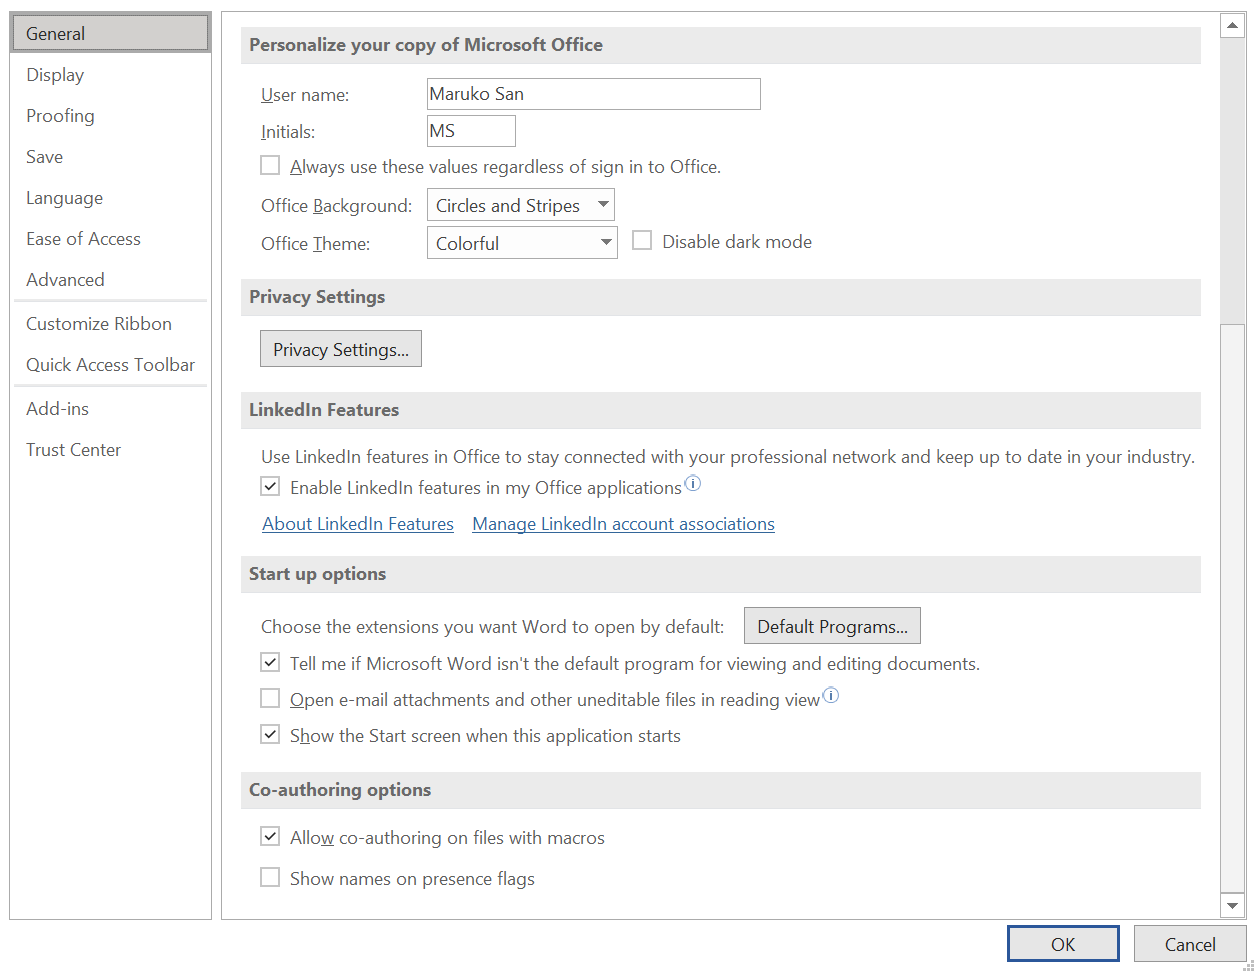 General
Display
Proofing
Save
Language
Ease of Access
Advanced
Customize Ribbon
Quick Access Toolbar
Add-ins
Trust Center
Personalize your copy of Microsoft Office
User name: Maruko San
Initials: MS
Always use these values regardless of sign in to Office.
Office Background: Circles and Stripes
Office Theme: Colorful Disable dark mode
Privacy Settings
Privacy Settings...
LinkedIn Features
Use LinkedIn features in Office to stay connected with your professional network and keep up to date in your industry.
Enable LinkedIn features in my Office applications
About LinkedIn Features Manage LinkedIn account associations
Start up options
Choose the extensions you want Word to open by default: Default Programs...
Tell me if Microsoft Word isn't the default program for viewing and editing documents.
Open e-mail attachments and other uneditable files in reading view
Show the Start screen when this application starts
Co-authoring options
Allow co-authoring on files with macros
Show names on presence flags
OK Cancel